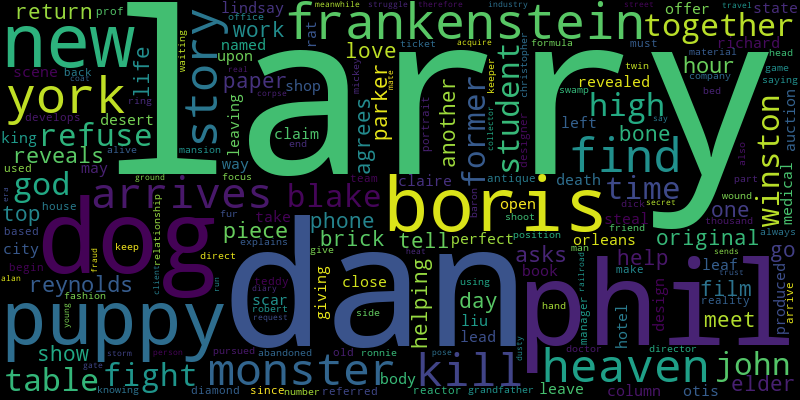 larry
dan
phil
dog
boris
puppy
new
york
frankenstein
together
return
prof
story
lindsay
office
work
named
upon
rat
waiting
meanwhile
struggle
therefore
love
mickey
acquire
ticket
formula
industry
street
travel
offer
state
must
richard
material
company
head
game
saying
hour
twin
bed
auction
medical
winston
student
christopher
designer
keeper
make
real
corpse
end
paper
shop
revealed
former
another
parker
agrees
portrait
high
find
bone
left
swamp
say
also
part
era
life
desert
scene
back
coat
ring
develops
king
refuse
reveals
alive
mansion
leaving
way
claim
focus
ground
may
used
god
arrives
blake
team
claire
antique
death
time
one
wound
secret
always
thousand
dick
steal
friend
original
top
house
based
city
begin
relationship
fur
take
phone
piece
brick
tell
perfect
open
shoot
position
orleans
man
railroad
help
asks
book
collector
baron
reynolds
fraud
keep
client
direct
explains
give
giving
close
helping
using
day
liu
lead
heat
scar
teddy
diary
robert
request
side
run
alan
fashion
young
show
storm
person
gate
table
fight
knowing
monster
pursued
abandoned
diamond
since
number
referred
old
ronnie
body
pose
kill
reactor
grandfather
dusty
heaven
doctor
director
hotel
manager
hand
make
reality
leaf
film
design
meet
sends
trust
produced
go
arrive
john
elder
otis
column
leave